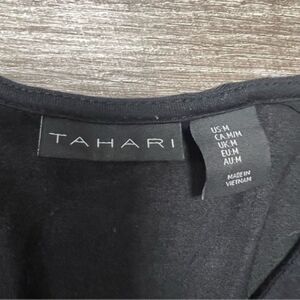 TAHARI
US:M
CA:M/M
UK:M
EU:M
AU:M
MADE IN
VIETNAM